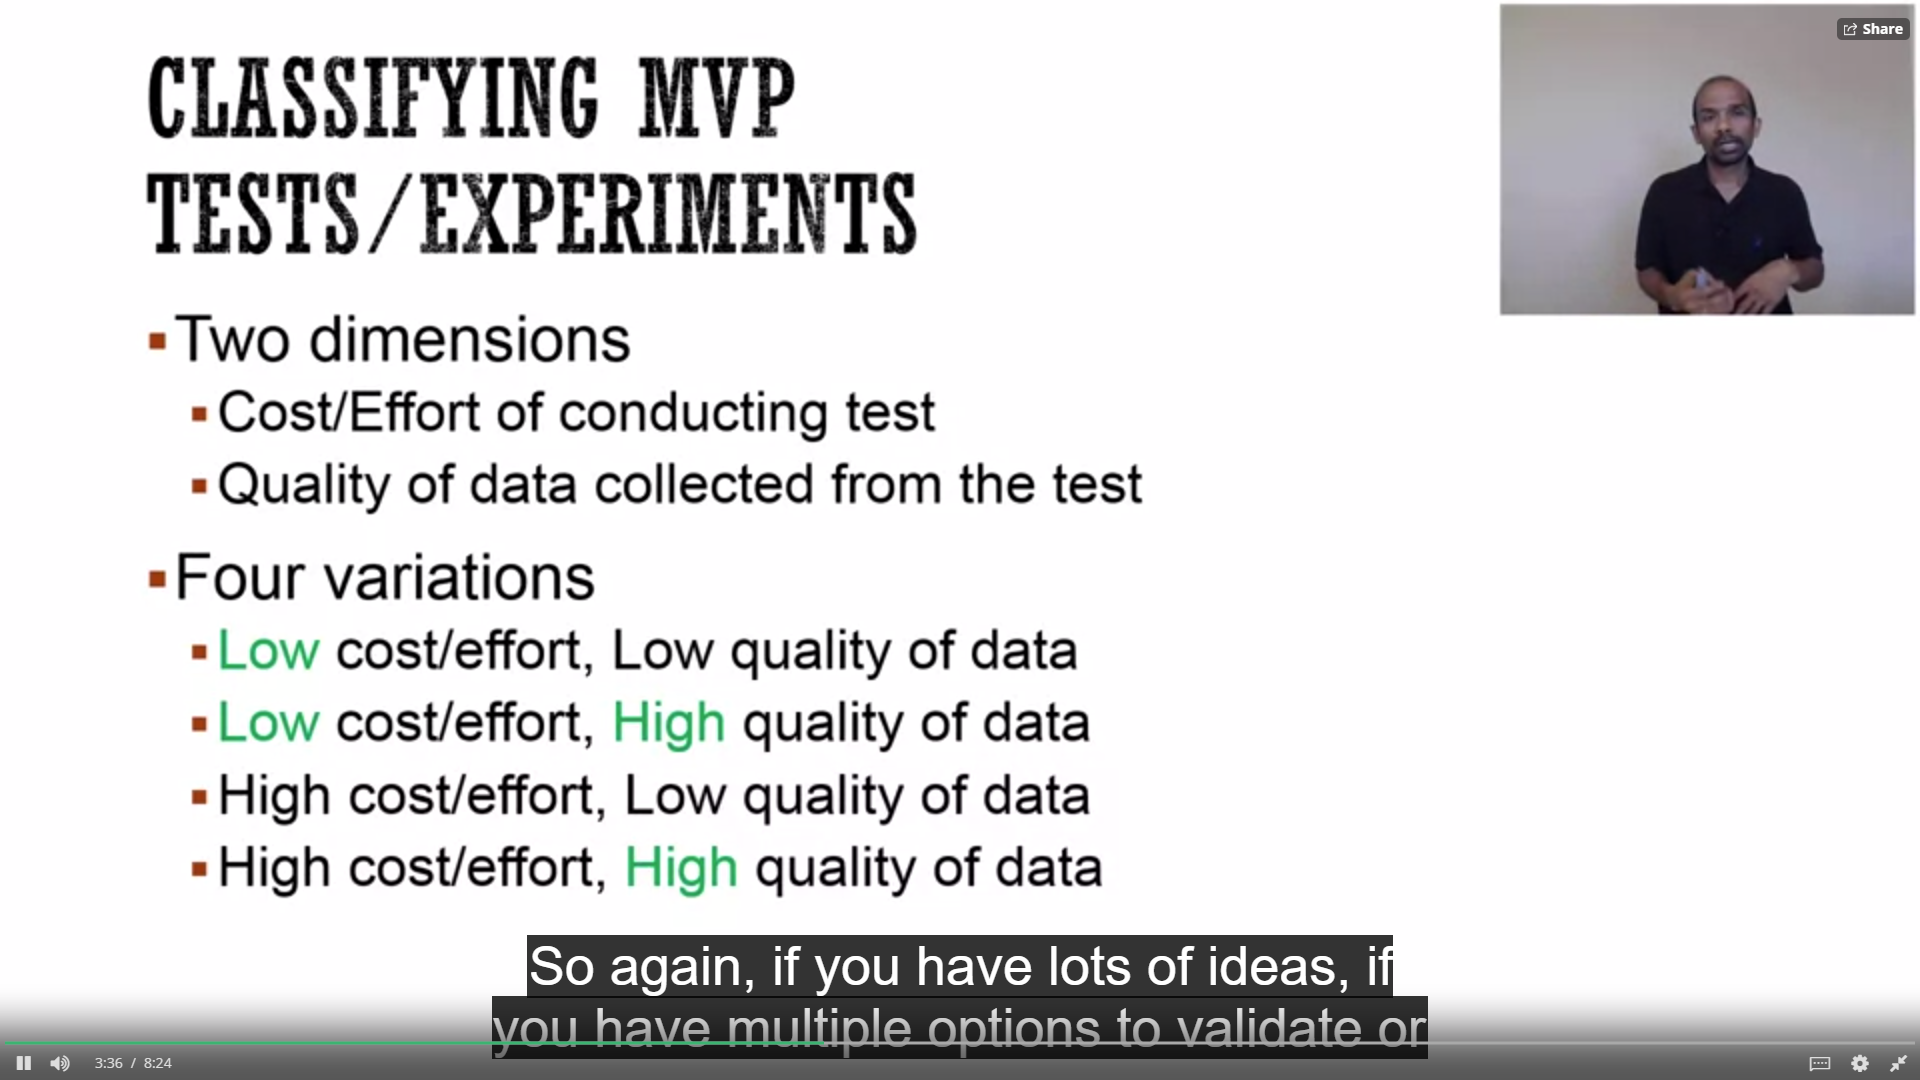 CLASSIFYING MVP
TESTS/EXPERIMENTS
Two dimensions
Cost/Effort of conducting test
Quality of data collected from the test
Four variations
Low cost/effort, Low quality of data
Low cost/effort, High quality of data
High cost/effort, Low quality of data
High cost/effort, High quality of data
Share
So again, if you have lots of ideas, if
you have multiple options to validate or
3:36 / 8:24